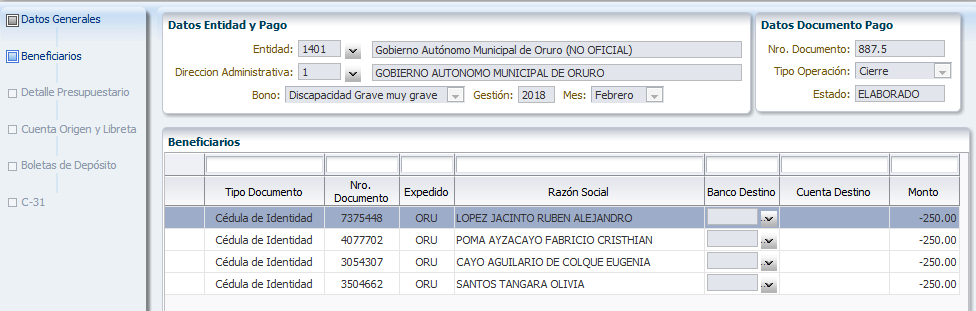 Datos Generales
Beneficiarios
Detalle Presupuestario
Cuenta Origen y Libreta
Boletas de Depósito
C-31
Datos Entidad y Pago
Entidad: 1401 Gobierno Autónomo Municipal de Oruro (NO OFICIAL)
Direccion Administrativa: 1 GOBIERNO AUTONOMO MUNICIPAL DE ORURO
Bono: Discapacidad Grave muy grave Gestión: 2018 Mes: Febrero
Datos Documento Pago
Nro. Documento: 887.5
Tipo Operación: Cierre
Estado: ELABORADO
Beneficiarios
Tipo Documento Nro. Documento Expedido Razón Social Banco Destino Cuenta Destino Monto
Cédula de Identidad 7375448 ORU LOPEZ JACINTO RUBEN ALEJANDRO -250.00
Cédula de Identidad 4077702 ORU POMA AYZACAYO FABRICIO CRISTHIAN -250.00
Cédula de Identidad 3054307 ORU CAYO AGUILARIO DE COLQUE EUGENIA -250.00
Cédula de Identidad 3504662 ORU SANTOS TANGARA OLIVIA -250.00